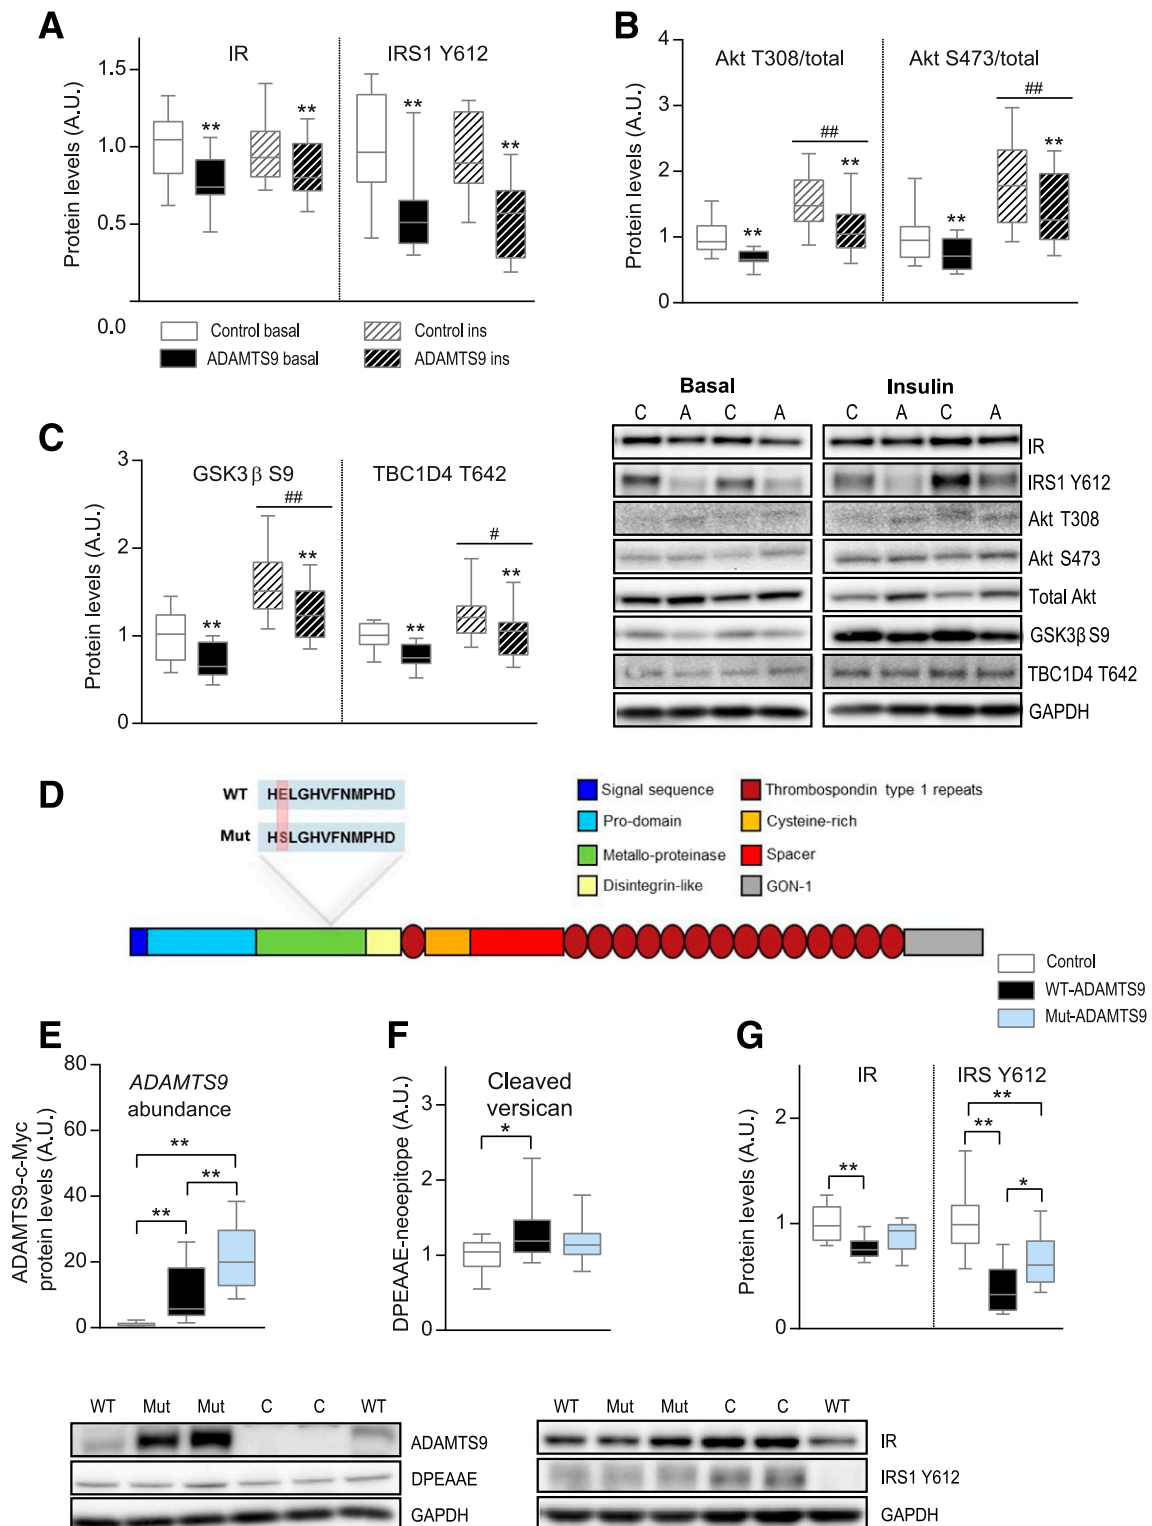 A
IR
IRS1 Y612
Protein levels (A.U.)
1.5
1.0
0.5
0.0
**
**
**
**
Control basal
Control ins
ADAMTS9 basal
ADAMTS9 ins
B
Akt T308/total
Akt S473/total
Protein levels (A.U.)
4
3
2
1
0
##
##
**
**
**
**
Basal
Insulin
C A C A
C A C A
IR
IRS1 Y612
Akt T308
Akt S473
Total Akt
GSK3β S9
TBC1D4 T642
GAPDH
C
GSK3β S9
TBC1D4 T642
Protein levels (A.U.)
3
2
1
0
##
#
**
**
**
**
D
WT HELGHVFNMPHD
Mut HSLGHVFNMPHD
Signal sequence
Thrombospondin type 1 repeats
Pro-domain
Cysteine-rich
Metallo-proteinase
Spacer
Disintegrin-like
GON-1
Control
WT-ADAMTS9
Mut-ADAMTS9
E
ADAMTS9
abundance
ADAMTS9-c-Myc
protein levels (A.U.)
80
60
40
20
0
**
**
**
F
Cleaved
versican
DPEAAE-neoepitope (A.U.)
3
2
1
0
*
G
IR
IRS Y612
Protein levels (A.U.)
2
1
0
**
**
**
*
WT Mut Mut C C WT
ADAMTS9
DPEAAE
GAPDH
WT Mut Mut C C WT
IR
IRS1 Y612
GAPDH